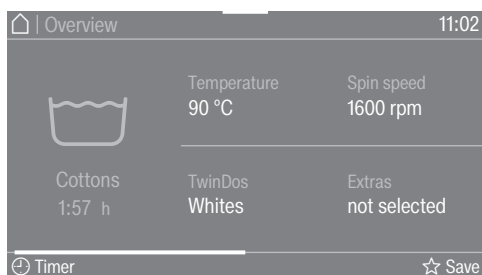 | Overview 11:02
Temperature Spin speed
90 °C 1600 rpm
Cottons TwinDos Extras
1:57 h Whites not selected
Timer Save